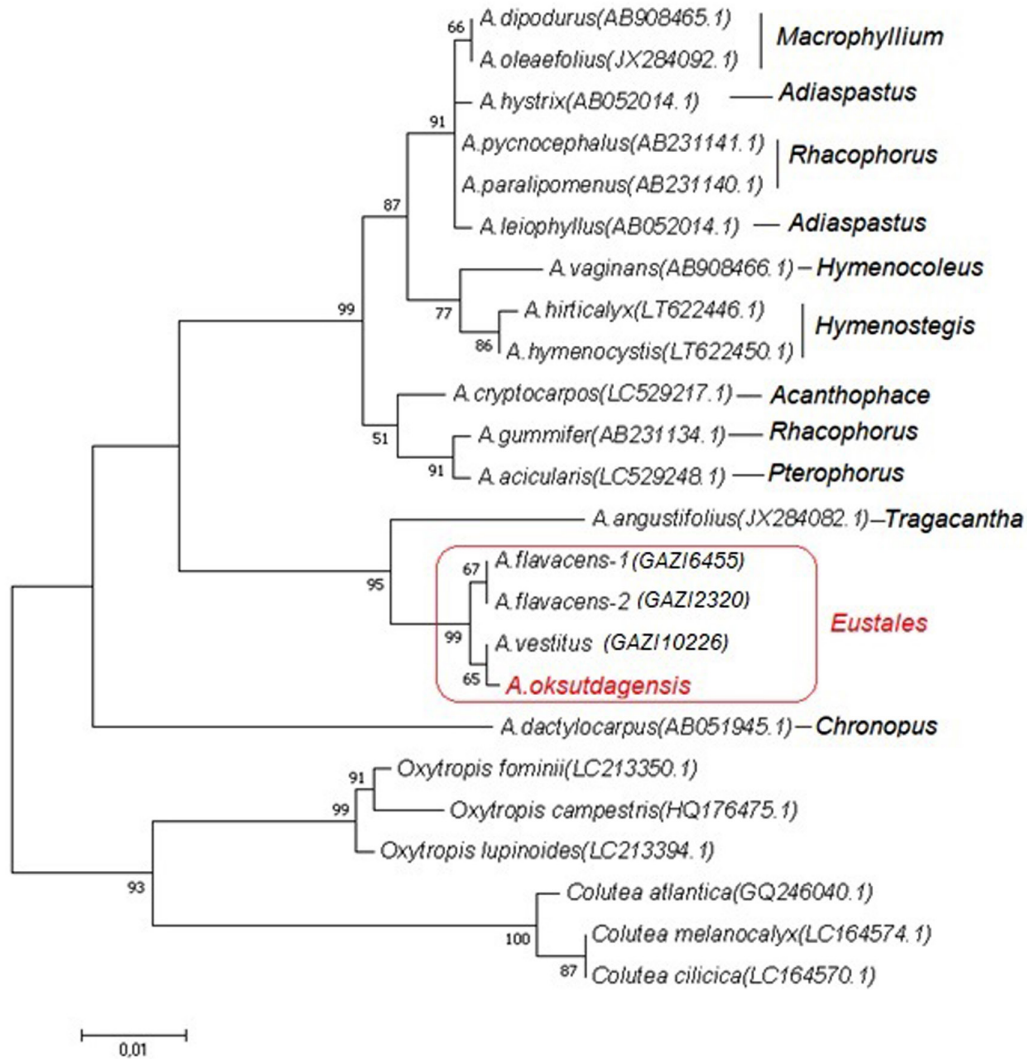 A.dipodurus(AB908465.1)
66
Macrophyllium
A.oleaefolius(JX284092.1)
A.hystrix(AB052014.1)
Adiaspastus
91
A.pycnocephalus(AB231141.1)
Rhacophorus
A.paralipomenus(AB231140.1)
87
A.leiophyllus(AB052014.1)
Adiaspastus
A.vaginans(AB908466.1)
Hymenocoleus
99
77
A.hirticalyx(LT622446.1)
Hymenostegis
86
A.hymenocystis(LT622450.1)
A.cryptocarpos(LC529217.1)
Acanthophace
51
A.gummifer(AB231134.1)
Rhacophorus
91
A.acicularis(LC529248.1)
Pterophorus
A.angustifolius(JX284082.1)
Tragacantha
A.flavacens-1 (GAZI6455)
67
95
A.flavacens-2 (GAZI2320)
Eustales
99
A.vestitus (GAZI10226)
65
A.oksutdagensis
A.dactylocarpus(AB051945.1)
Chronopus
Oxytropis fominii(LC213350.1)
91
99
Oxytropis campestris(HQ176475.1)
Oxytropis lupinoides(LC213394.1)
93
Colutea atlantica(GQ246040.1)
100
Colutea melanocalyx(LC164574.1)
87
Colutea cilicica(LC164570.1)
0,01